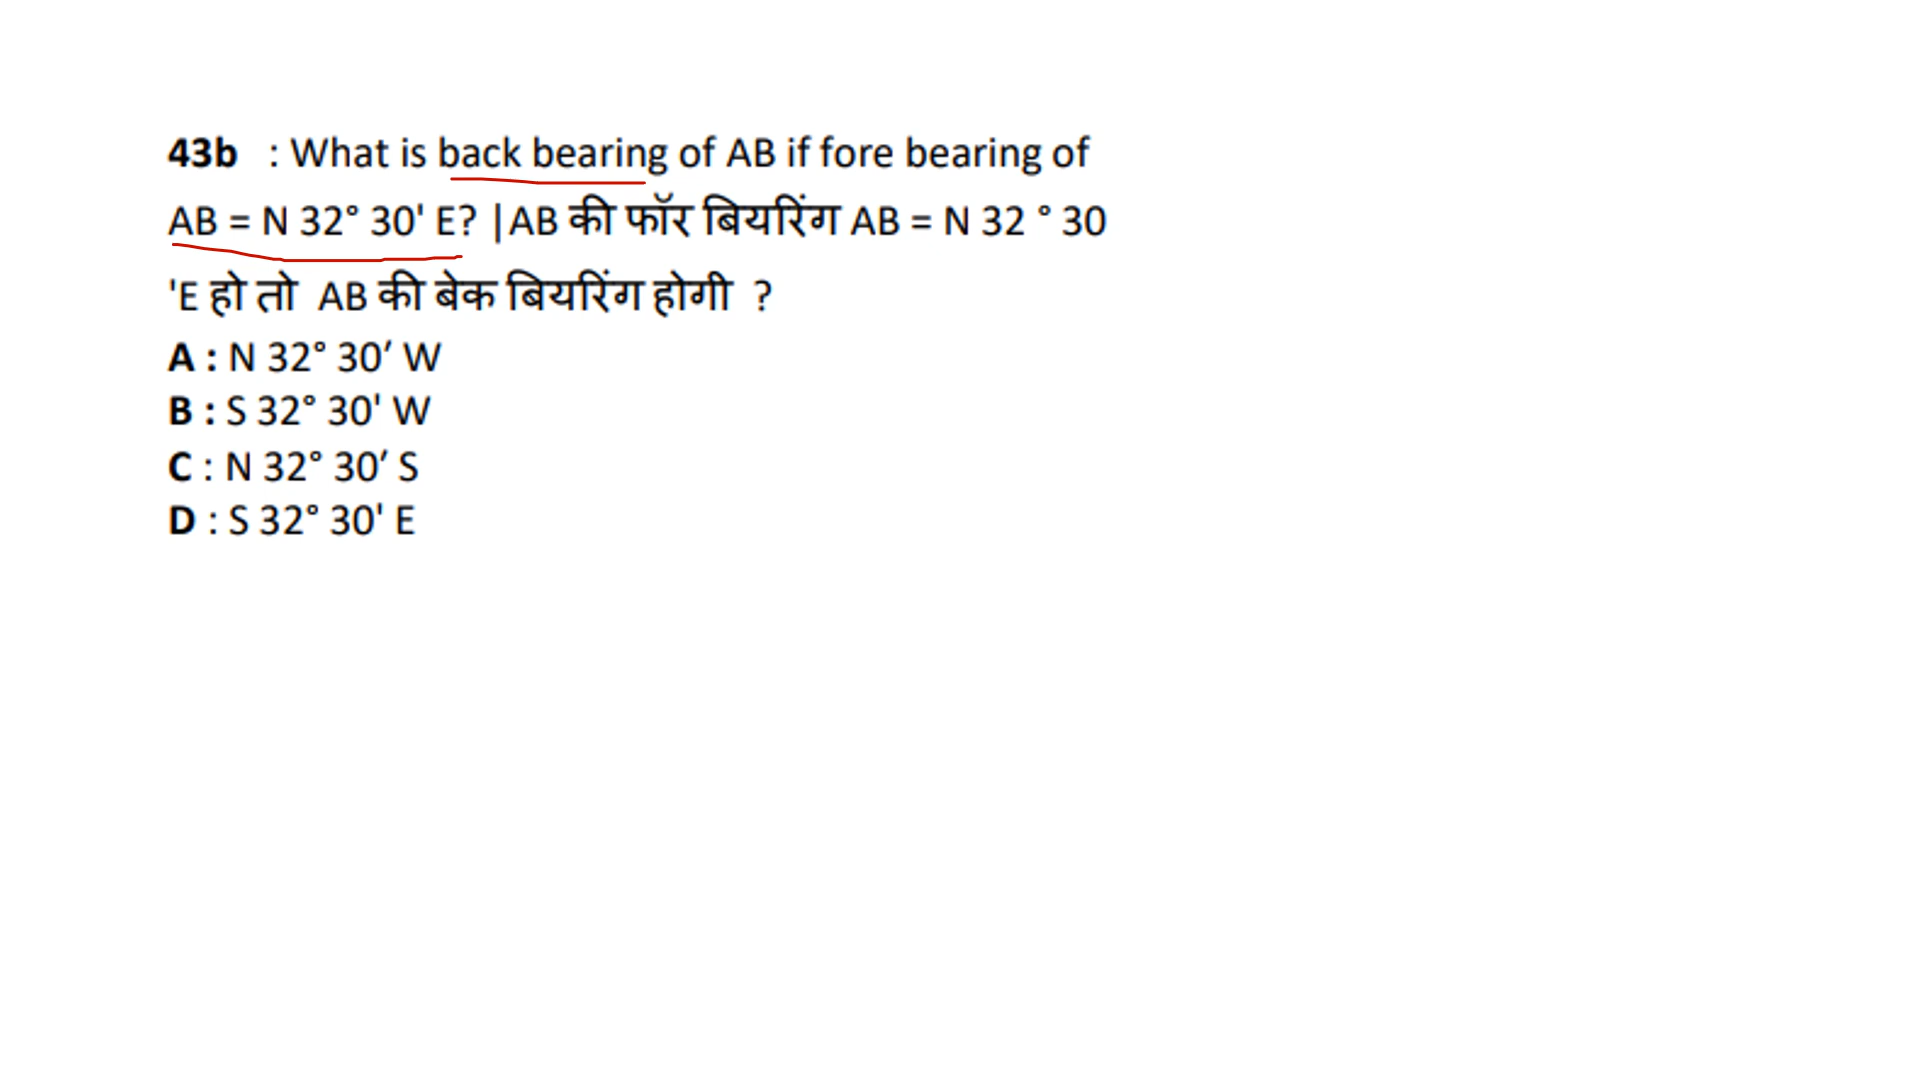 43b : What is back bearing of AB if fore bearing of
AB = N 32° 30' E? |AB की फॉर बियरिंग AB = N 32 ° 30
'E हो तो AB की बेक बियरिंग होगी ?
A : N 32° 30′ W
B : S 32° 30' W
C : N 32° 30′ S
D : S 32° 30' E